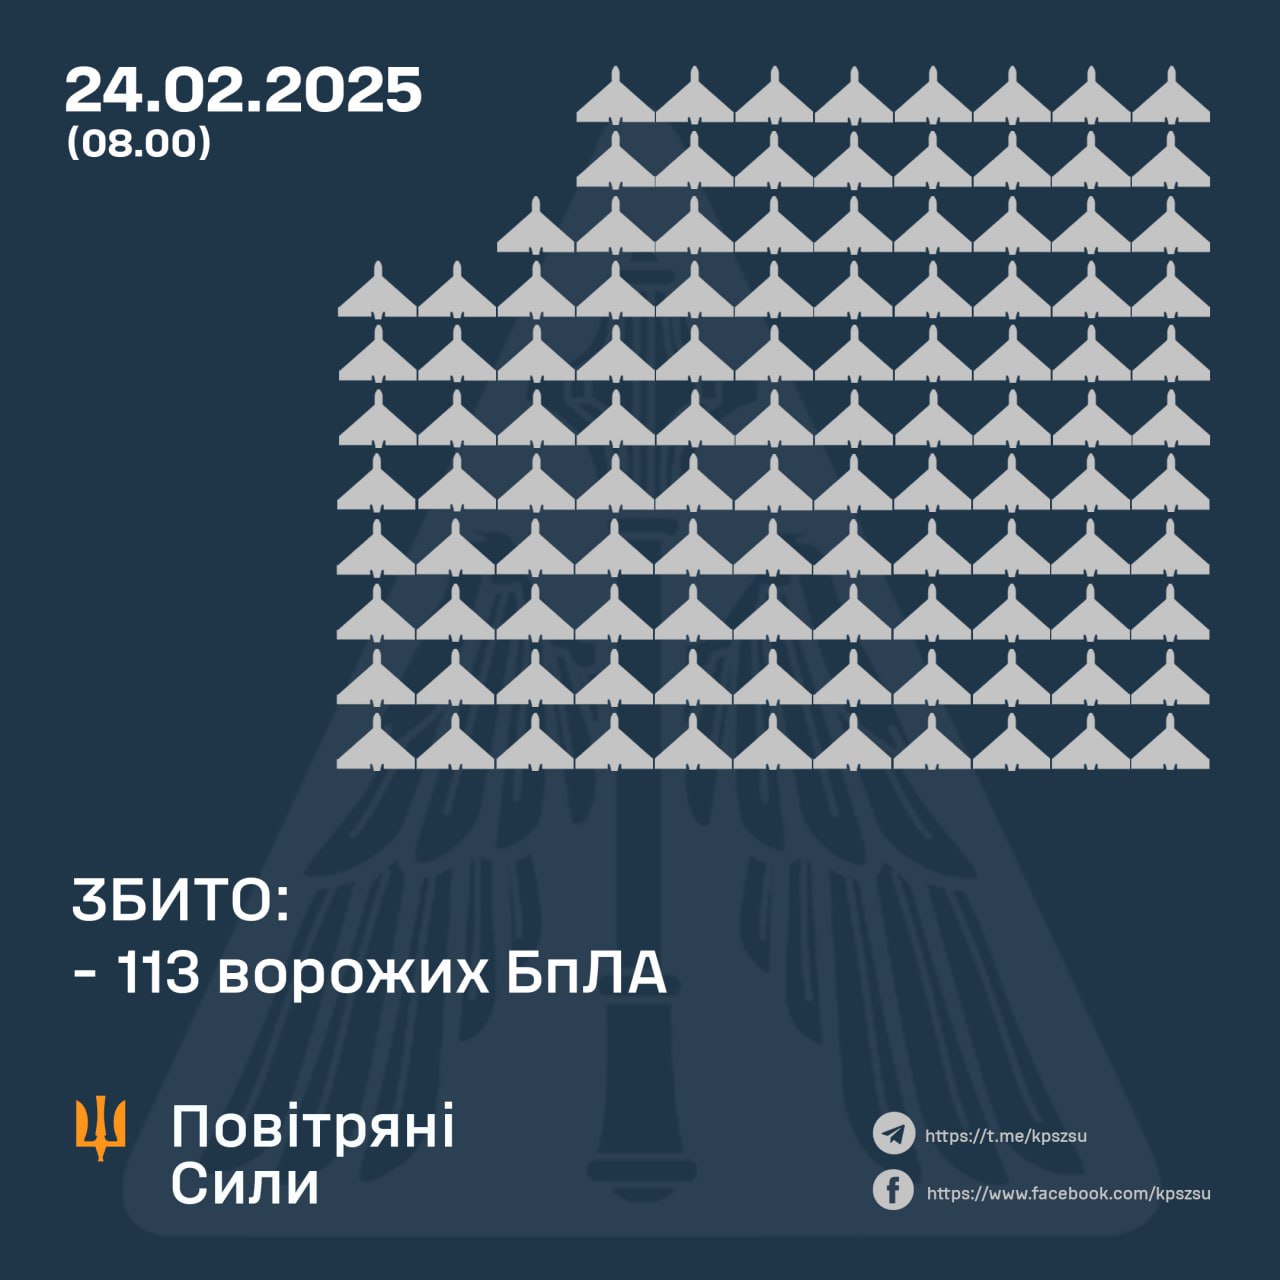 24.02.2025
(08.00)
ЗБИТО:
- 113 ворожих БпЛА
Повітряні
Сили
https://t.me/kpszsu
https://www.facebook.com/kpszsu